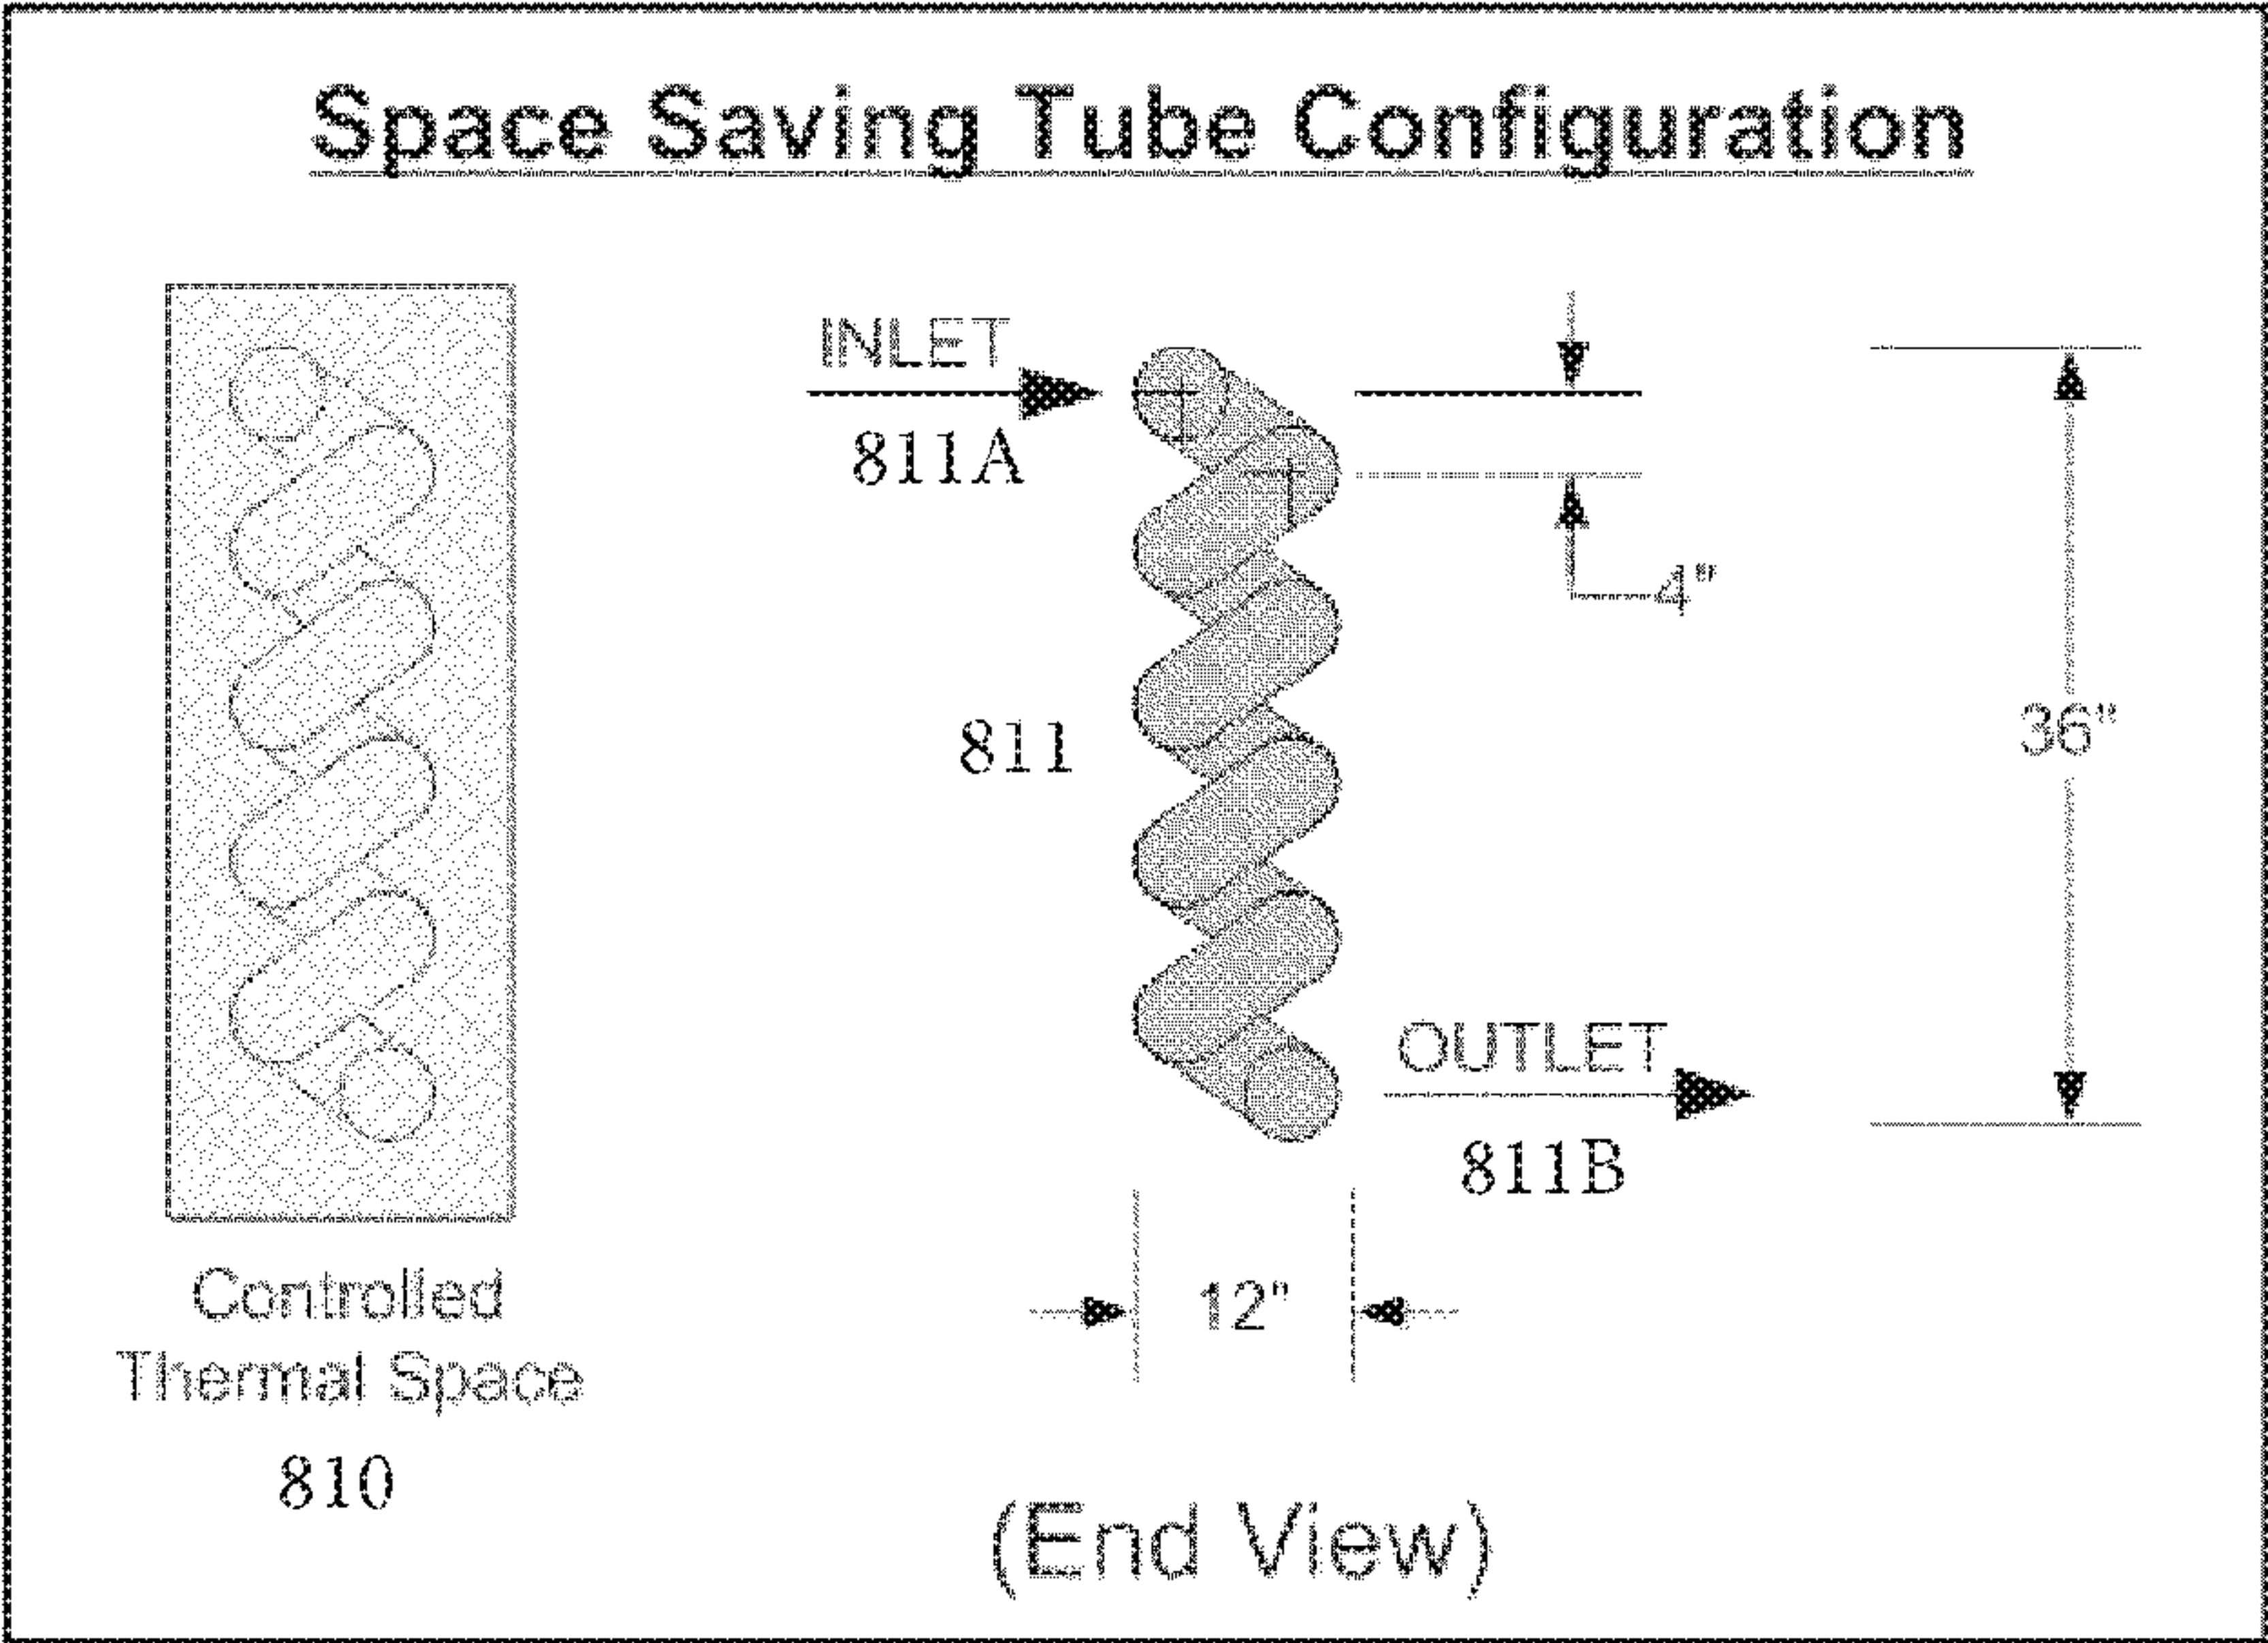 Space Saving Tube Configuration
INLET
811A
4"
811
36"
OUTLET
811B
12"
Controlled
Thermal Space
810
(End View)